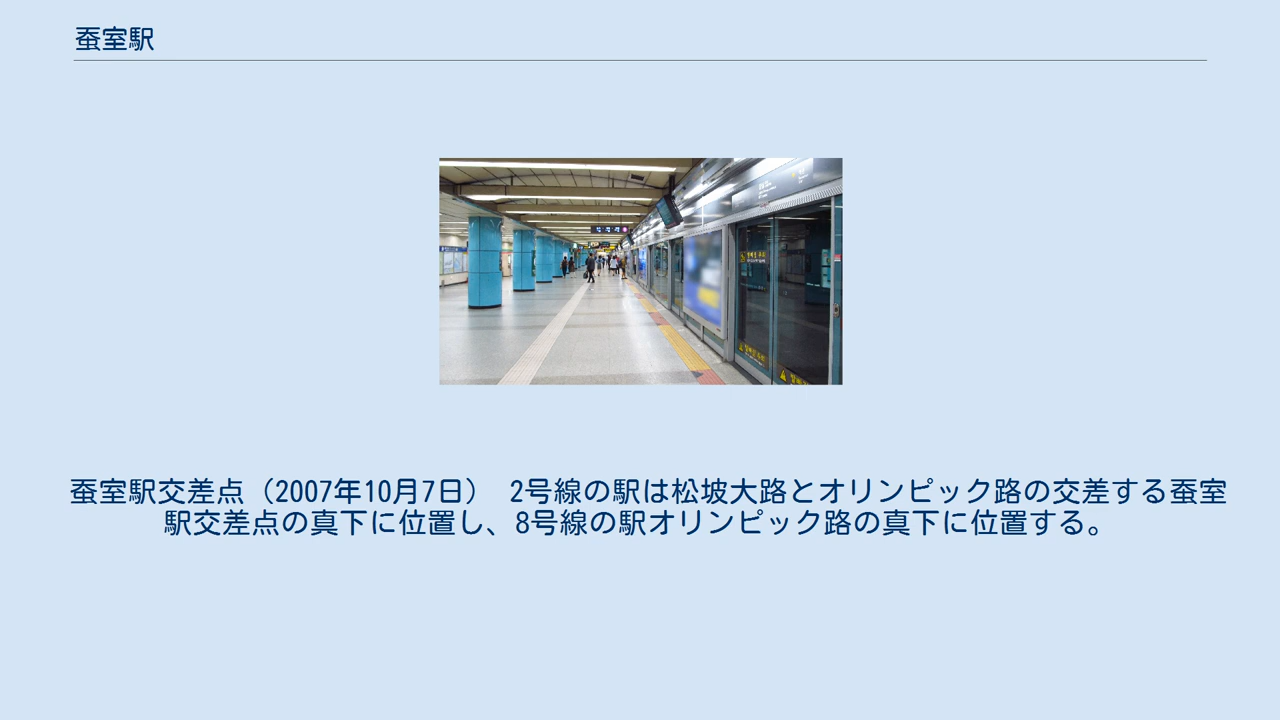 蚕室駅
蚕室駅交差点（2007年10月7日） 2号線の駅は松坡大路とオリンピック路の交差する蚕室
駅交差点の真下に位置し、8号線の駅オリンピック路の真下に位置する。